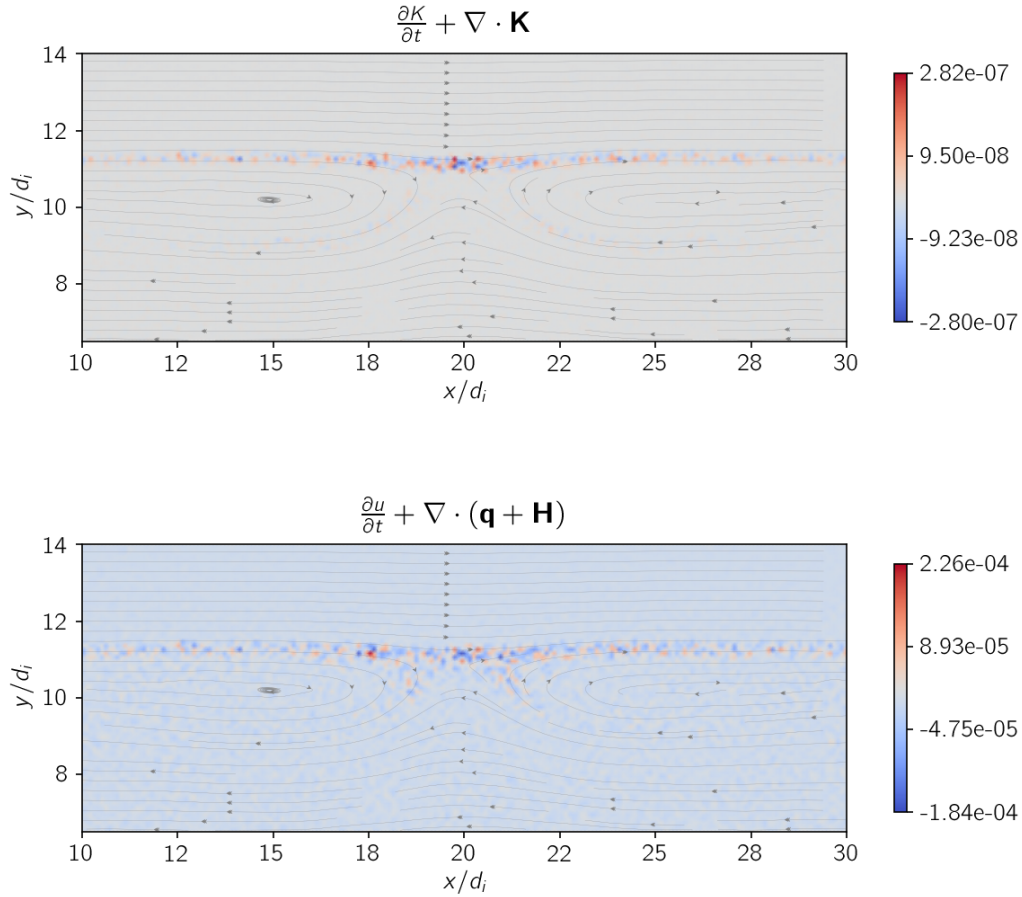 ∂K/∂t + ∇ · K
14
12
10
8
y/d_i
10 12 15 18 20 22 25 28 30
x/d_i
2.82e-07
9.50e-08
-9.23e-08
-2.80e-07
∂u/∂t + ∇ · (q + H)
14
12
10
8
y/d_i
10 12 15 18 20 22 25 28 30
x/d_i
2.26e-04
8.93e-05
-4.75e-05
-1.84e-04